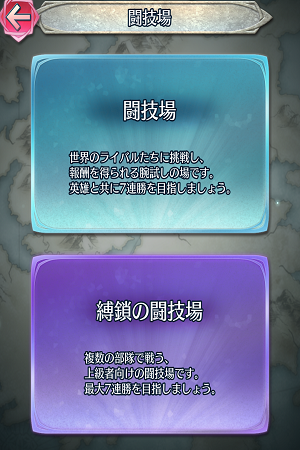 闘技場
闘技場
世界のライバルたちに挑戦し、
報酬を得られる腕試しの場です。
英雄と共に7連勝を目指しましょう。
縛鎖の闘技場
複数の部隊で戦う、
上級者向けの闘技場です。
最大7連勝を目指しましょう。